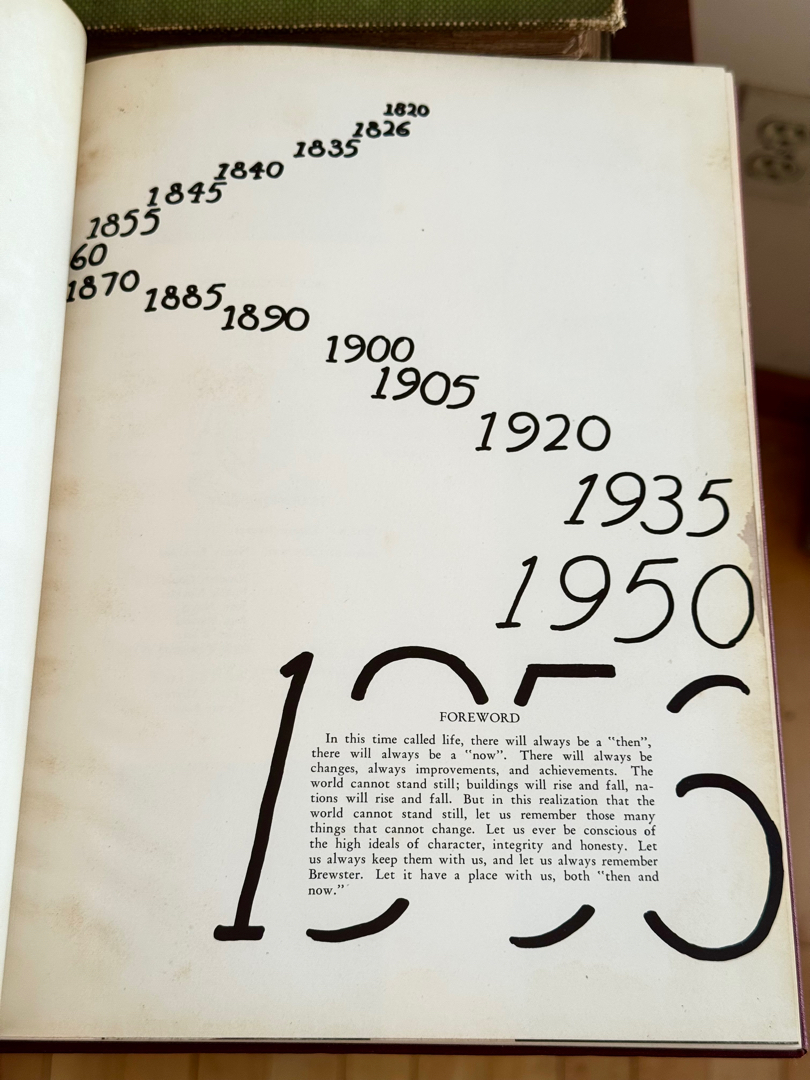 1820
1826
1835
1840
1845
1855
60
1870
1885
1890
1900
1905
1920
1935
1950
1953
FOREWORD
In this time called life, there will always be a "then",
there will always be a "now". There will always be
changes, always improvements, and achievements. The
world cannot stand still; buildings will rise and fall, na-
tions will rise and fall. But in this realization that the
world cannot stand still, let us remember those many
things that cannot change. Let us ever be conscious of
the high ideals of character, integrity and honesty. Let
us always keep them with us, and let us always remember
Brewster. Let it have a place with us, both "then and
now."